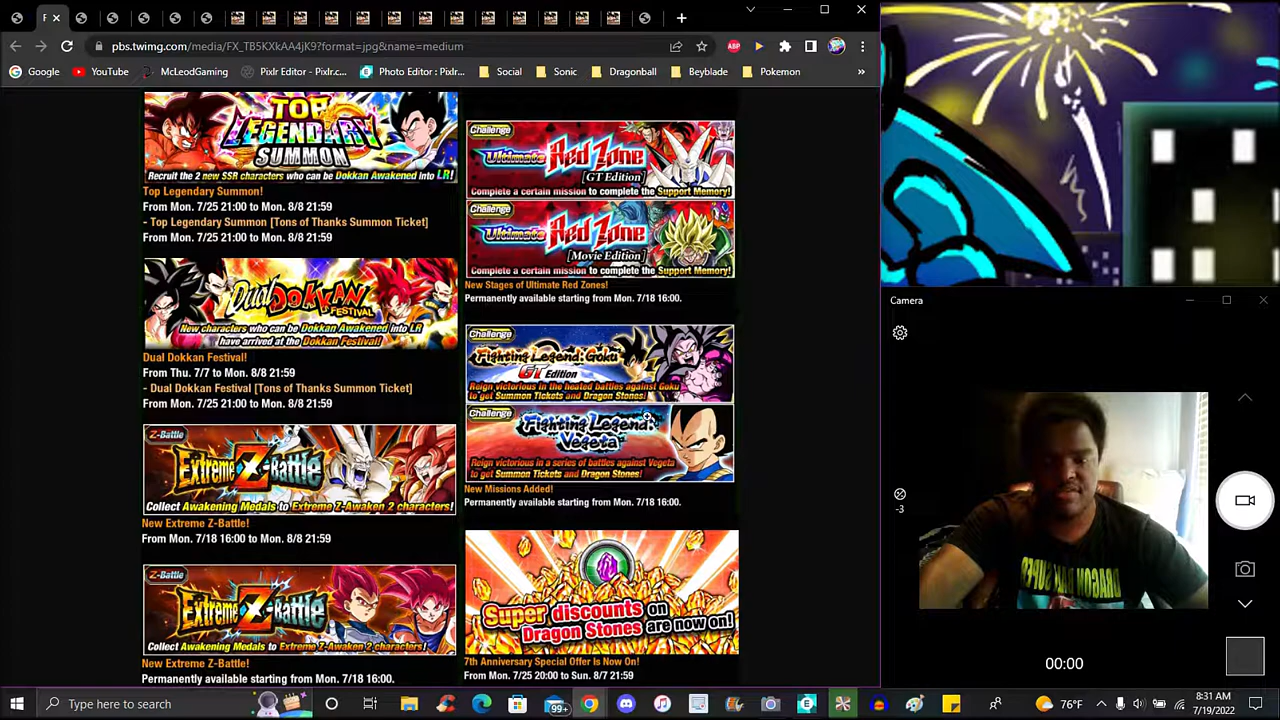 F
pbs.twimg.com/media/FX_TB5KXkAA4jK9?format=jpg&name=medium
ABP
Google
YouTube
McLeodGaming
Pixlr Editor - Pixlr.c...
Photo Editor : Pixlr...
Social
Sonic
Dragonball
Beyblade
Pokemon
»
TOP
LEGENDARY
SUMMON
Recruit the 2 new SSR characters who can be Dokkan Awakened into LR!
Top Legendary Summon!
From Mon. 7/25 21:00 to Mon. 8/8 21:59
- Top Legendary Summon [Tons of Thanks Summon Ticket]
From Mon. 7/25 21:00 to Mon. 8/8 21:59
Dual DOKKAN
FESTIVAL
New characters who can be Dokkan Awakened into LR
have arrived at the Dokkan Festival!
Dual Dokkan Festival!
From Thu. 7/7 to Mon. 8/8 21:59
- Dual Dokkan Festival [Tons of Thanks Summon Ticket]
From Mon. 7/25 21:00 to Mon. 8/8 21:59
Z-Battle
Extreme Z-Battle
Collect Awakening Medals to Extreme Z-Awaken 2 characters!
New Extreme Z-Battle!
From Mon. 7/18 16:00 to Mon. 8/8 21:59
Z-Battle
Extreme Z-Battle
Collect Awakening Medals to Extreme Z-Awaken 2 characters!
New Extreme Z-Battle!
Permanently available starting from Mon. 7/18 16:00.
Challenge
Ultimate Red Zone
[GT Edition]
Complete a certain mission to complete the Support Memory!
Challenge
Ultimate Red Zone
[Movie Edition]
Complete a certain mission to complete the Support Memory!
New Stages of Ultimate Red Zones!
Permanently available starting from Mon. 7/18 16:00.
Challenge
Fighting Legend: Goku
GT Edition
Reign victorious in the heated battles against Goku
to get Summon Tickets and Dragon Stones!
Challenge
Fighting Legend:
Vegeta
Reign victorious in a series of battles against Vegeta
to get Summon Tickets and Dragon Stones!
New Missions Added!
Permanently available starting from Mon. 7/18 16:00.
Super discounts on
Dragon Stones are now on!
7th Anniversary Special Offer Is Now On!
From Mon. 7/25 20:00 to Sun. 8/7 21:59
Camera
-3
00:00
Type here to search
99+
76°F
8:31 AM
7/19/2022